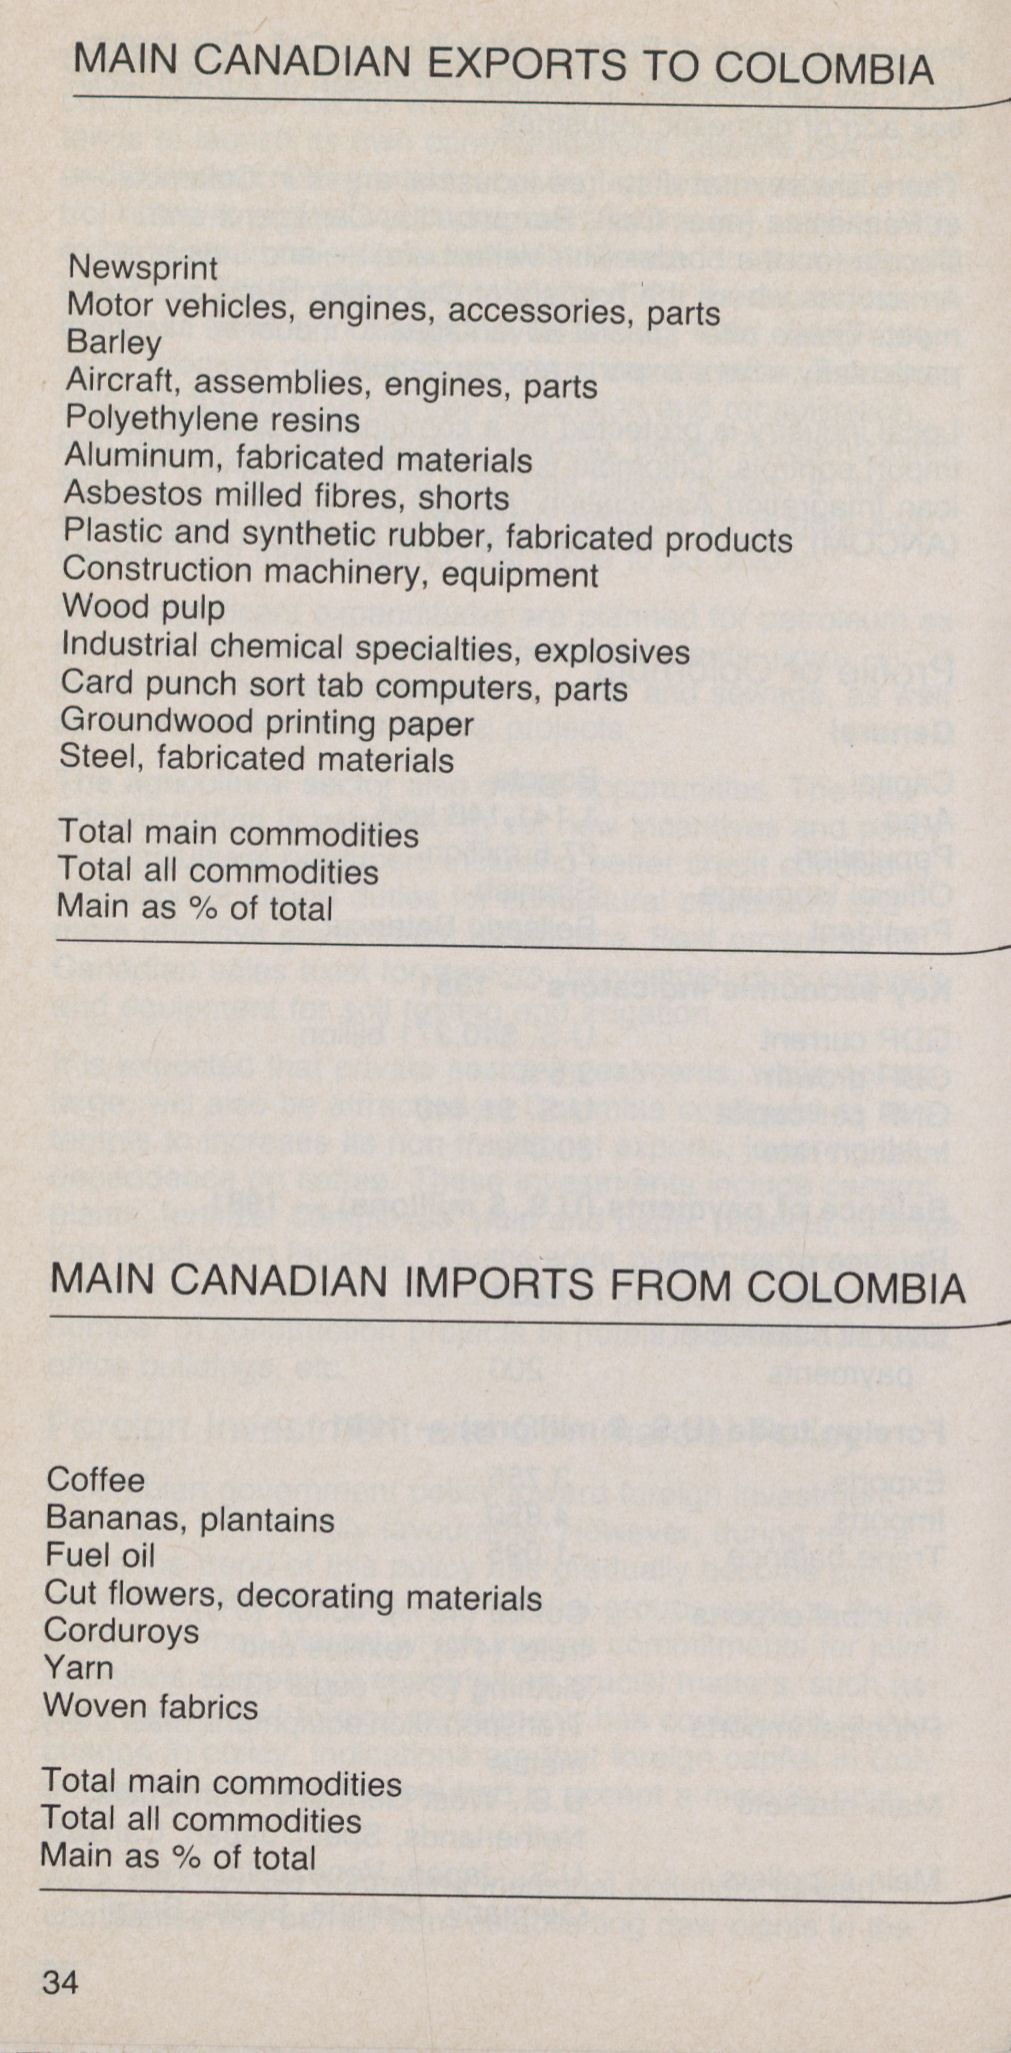 MAIN CANADIAN EXPORTS TO COLOMBIA
Newsprint
Motor vehicles, engines, accessories, parts
Barley
Aircraft, assemblies, engines, parts
Polyethylene resins
Aluminum, fabricated materials
Asbestos milled fibres, shorts
Plastic and synthetic rubber, fabricated products
Construction machinery, equipment
Wood pulp
Industrial chemical specialties, explosives
Card punch sort tab computers, parts
Groundwood printing paper
Steel, fabricated materials
Total main commodities
Total all commodities
Main as % of total
MAIN CANADIAN IMPORTS FROM COLOMBIA
Coffee
Bananas, plantains
Fuel oil
Cut flowers, decorating materials
Corduroys
Yarn
Woven fabrics
Total main commodities
Total all commodities
Main as % of total
34